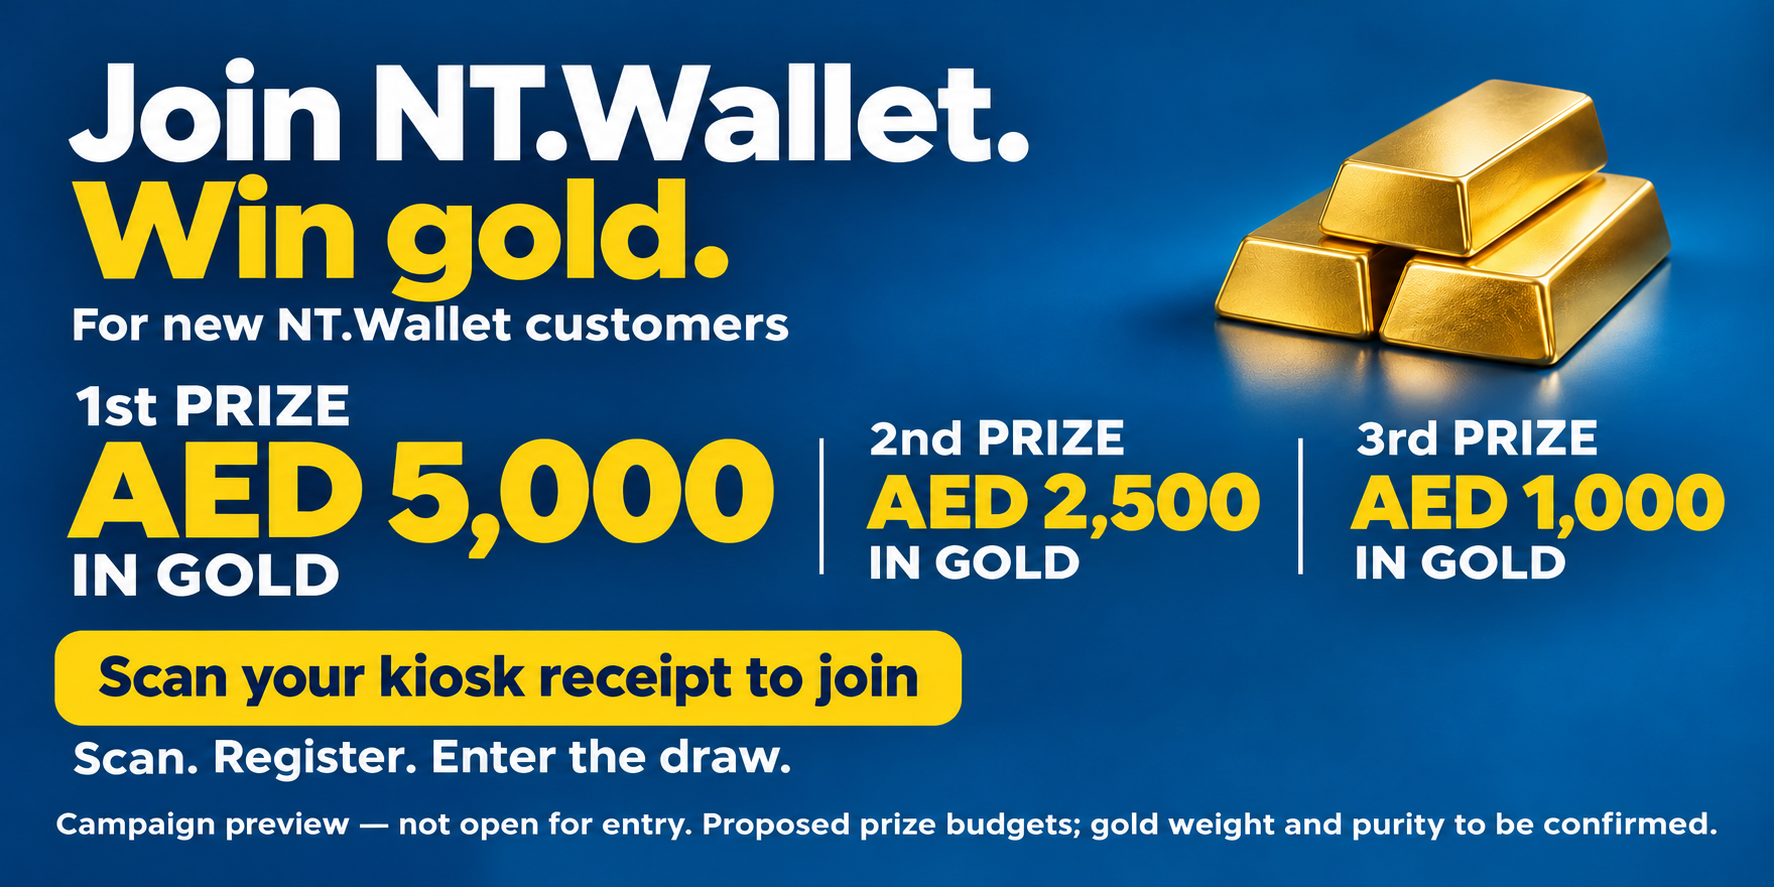 Join NT.Wallet.
Win gold.
For new NT.Wallet customers
1st PRIZE
AED 5,000
IN GOLD
2nd PRIZE
AED 2,500
IN GOLD
3rd PRIZE
AED 1,000
IN GOLD
Scan your kiosk receipt to join
Scan. Register. Enter the draw.
Campaign preview — not open for entry. Proposed prize budgets; gold weight and purity to be confirmed.